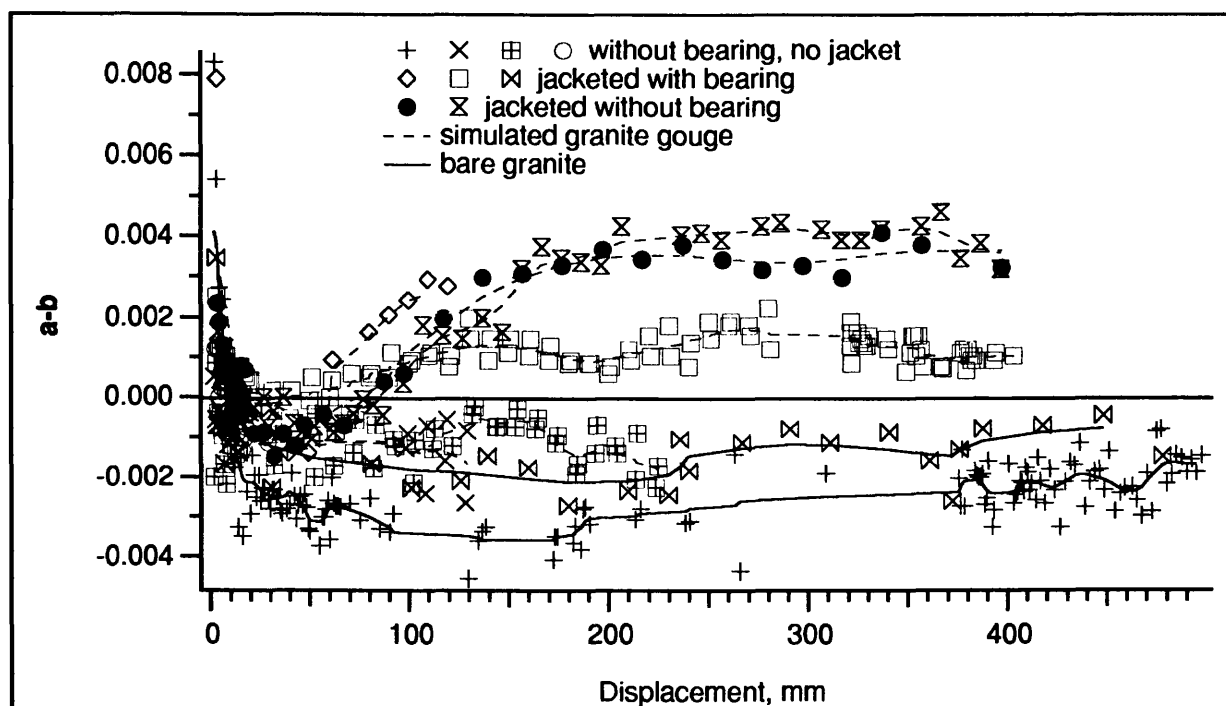 without bearing, no jacket
jacketed with bearing
jacketed without bearing
simulated granite gouge
bare granite
0.008
0.006
0.004
0.002
0.000
-0.002
-0.004
a-b
0 100 200 300 400
Displacement, mm